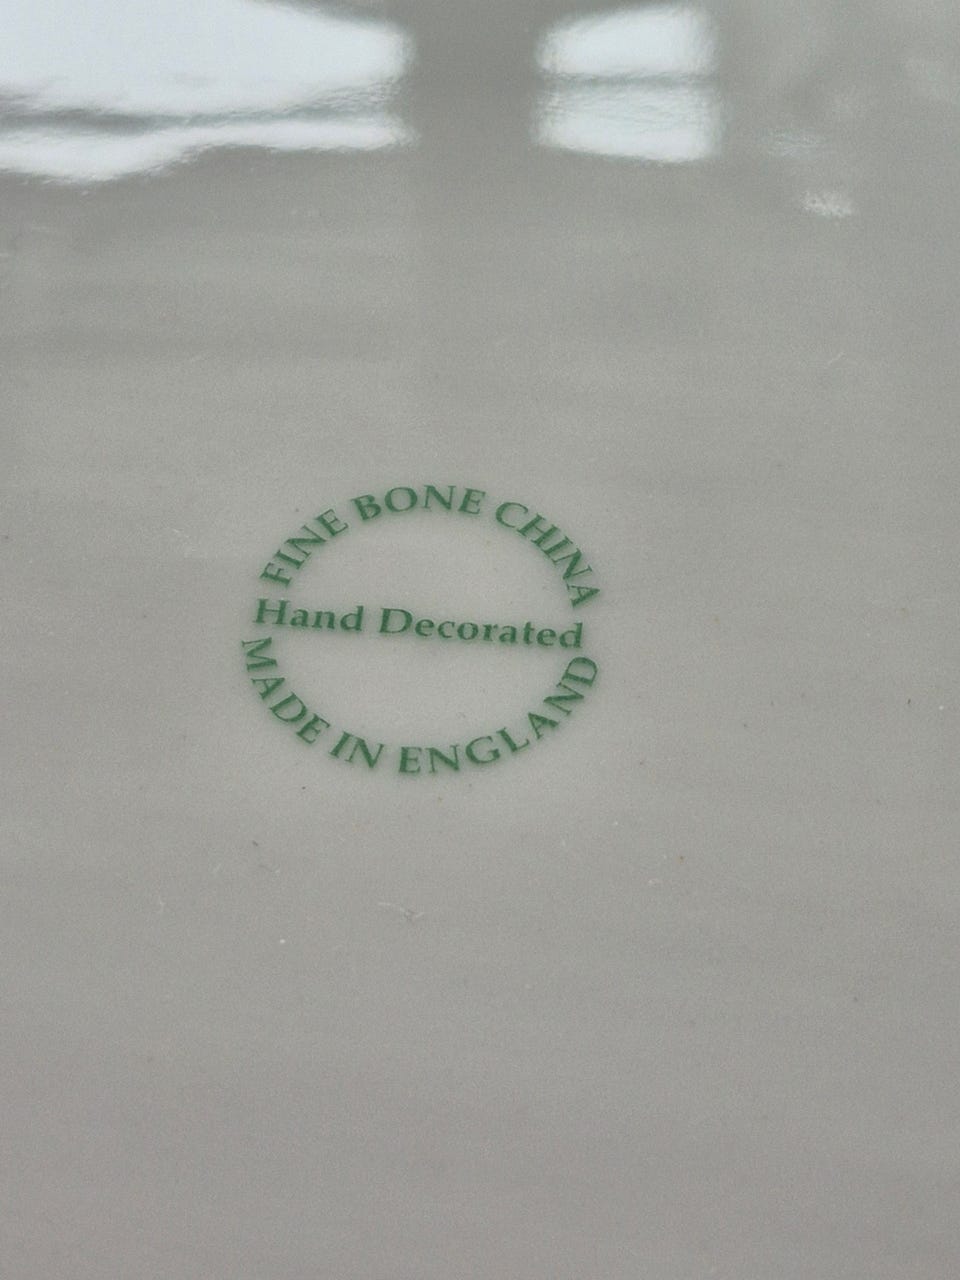 FINE BONE CHINA
Hand Decorated
MADE IN ENGLAND